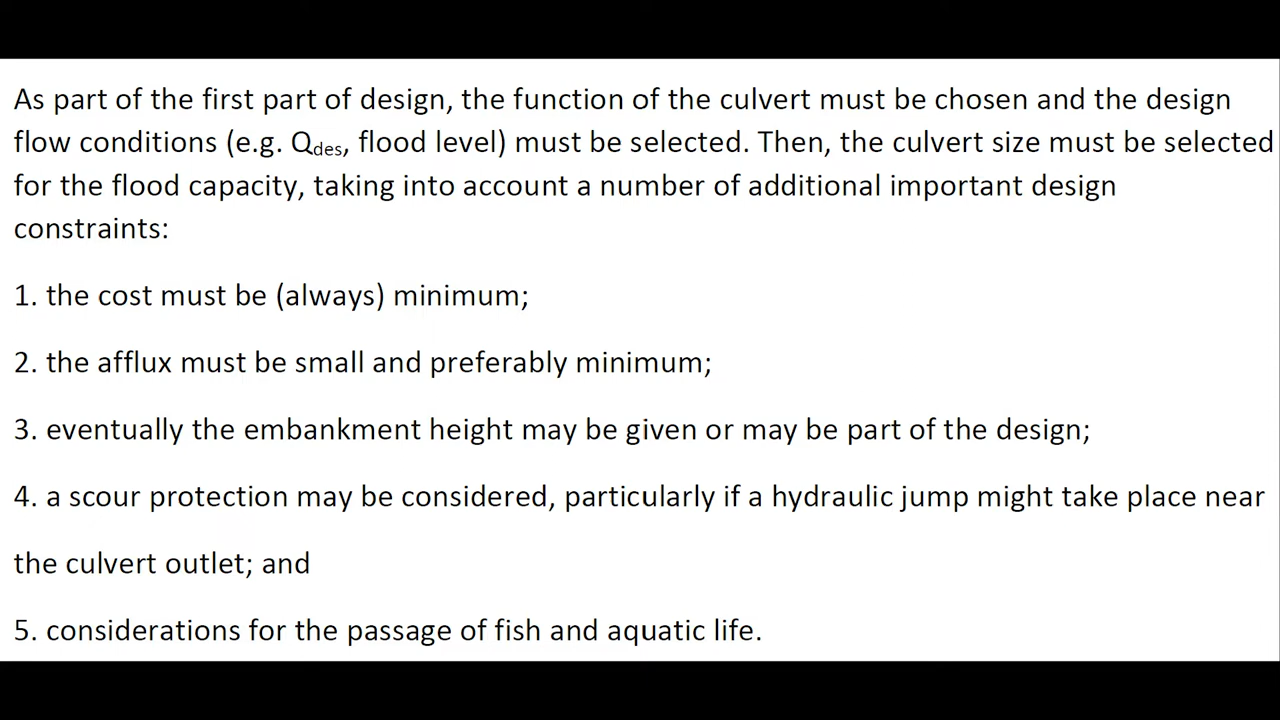 As part of the first part of design, the function of the culvert must be chosen and the design
flow conditions (e.g. Qdes, flood level) must be selected. Then, the culvert size must be selected
for the flood capacity, taking into account a number of additional important design
constraints:
1. the cost must be (always) minimum;
2. the afflux must be small and preferably minimum;
3. eventually the embankment height may be given or may be part of the design;
4. a scour protection may be considered, particularly if a hydraulic jump might take place near
the culvert outlet; and
5. considerations for the passage of fish and aquatic life.